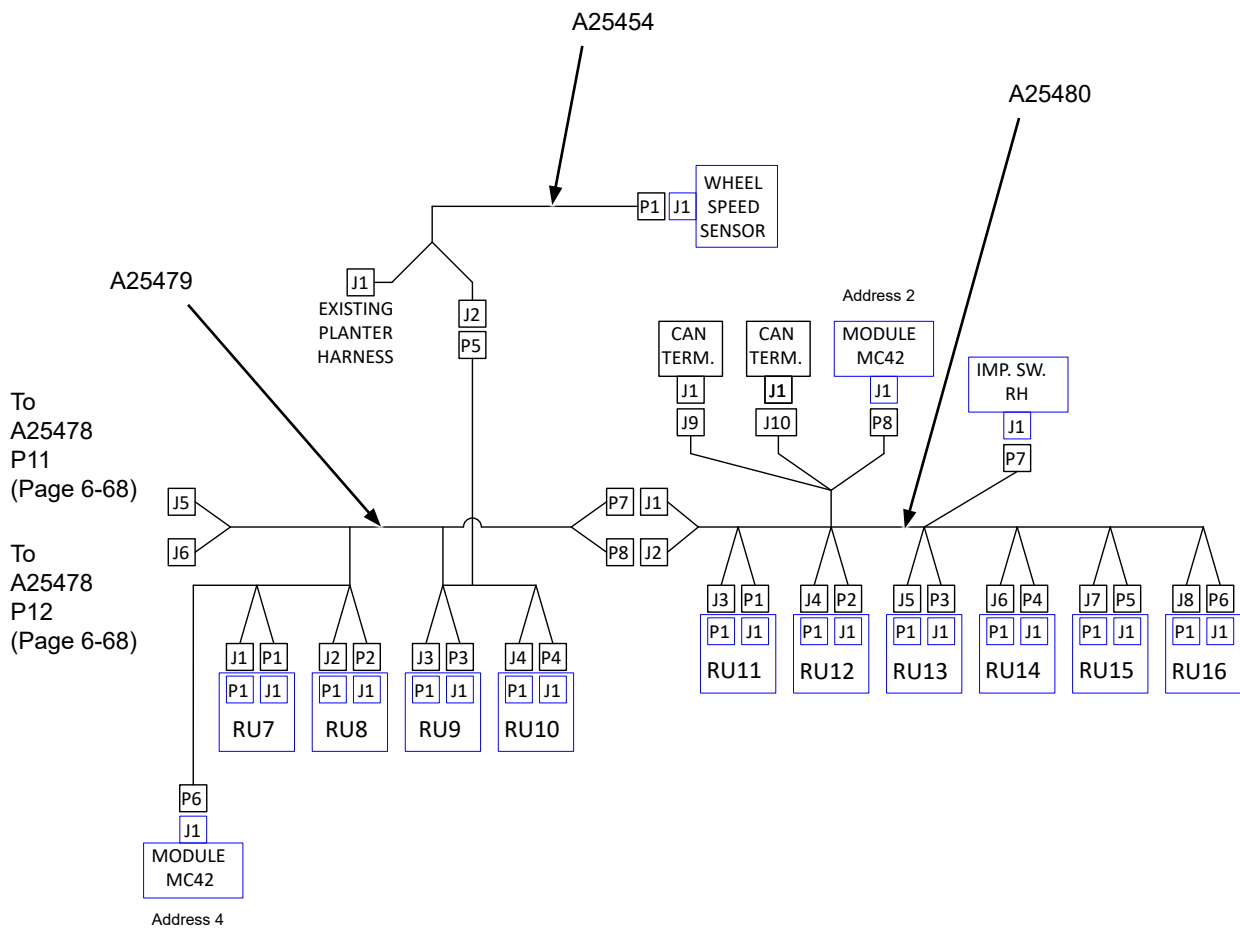 A25454
A25480
WHEEL
SPEED
SENSOR
P1
J1
A25479
J1
EXISTING
PLANTER
HARNESS
J2
P5
Address 2
CAN
TERM.
J1
J9
CAN
TERM.
J1
J10
MODULE
MC42
J1
P8
IMP. SW.
RH
J1
P7
To
A25478
P11
(Page 6-68)
J5
J6
To
A25478
P12
(Page 6-68)
P7
J1
P8
J2
J3 P1
J4 P2
J5 P3
J6 P4
J7 P5
J8 P6
P1 J1
P1 J1
P1 J1
P1 J1
P1 J1
P1 J1
RU11
RU12
RU13
RU14
RU15
RU16
J1 P1
J2 P2
J3 P3
J4 P4
P1 J1
P1 J1
P1 J1
P1 J1
RU7
RU8
RU9
RU10
P6
J1
MODULE
MC42
Address 4